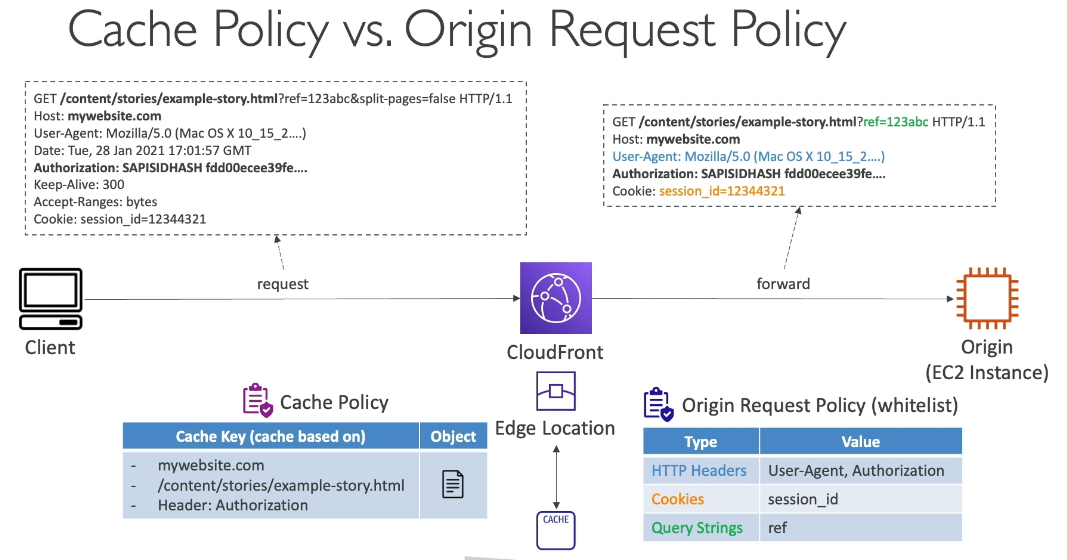 Cache Policy vs. Origin Request Policy
GET /content/stories/example-story.html?ref=123abc&split-pages=false HTTP/1.1
Host: mywebsite.com
User-Agent: Mozilla/5.0 (Mac OS X 10_15_2....)
Date: Tue, 28 Jan 2021 17:01:57 GMT
Authorization: SAPISIDHASH fdd00ecee39fe....
Keep-Alive: 300
Accept-Ranges: bytes
Cookie: session_id=12344321
GET /content/stories/example-story.html?ref=123abc HTTP/1.1
Host: mywebsite.com
User-Agent: Mozilla/5.0 (Mac OS X 10_15_2....)
Authorization: SAPISIDHASH fdd00ecee39fe....
Cookie: session_id=12344321
request
forward
Client
CloudFront
Origin
(EC2 Instance)
Cache Policy
Cache Key (cache based on) Object
- mywebsite.com
- /content/stories/example-story.html
- Header: Authorization
Edge Location
CACHE
Origin Request Policy (whitelist)
Type Value
HTTP Headers User-Agent, Authorization
Cookies session_id
Query Strings ref